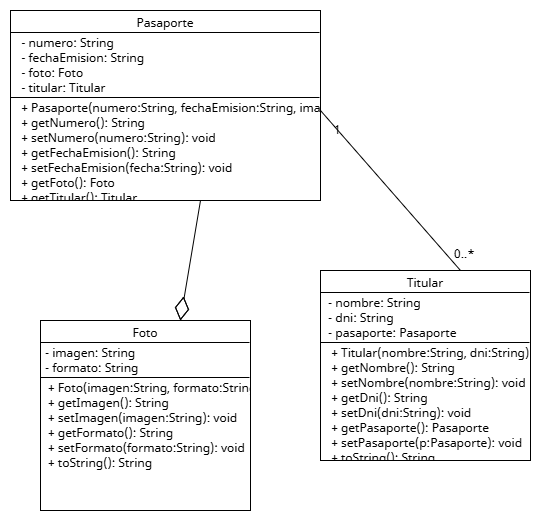 Pasaporte
- numero: String
- fechaEmision: String
- foto: Foto
- titular: Titular
+ Pasaporte(numero:String, fechaEmision:String, ima
+ getNumero(): String
+ setNumero(numero:String): void
+ getFechaEmision(): String
+ setFechaEmision(fecha:String): void
+ getFoto(): Foto
+ getTitular(): Titular
1
0..*
Titular
- nombre: String
- dni: String
- pasaporte: Pasaporte
+ Titular(nombre:String, dni:String)
+ getNombre(): String
+ setNombre(nombre:String): void
+ getDni(): String
+ setDni(dni:String): void
+ getPasaporte(): Pasaporte
+ setPasaporte(p:Pasaporte): void
+ toString(): String
Foto
- imagen: String
- formato: String
+ Foto(imagen:String, formato:Strin
+ getImagen(): String
+ setImagen(imagen:String): void
+ getFormato(): String
+ setFormato(formato:String): void
+ toString(): String